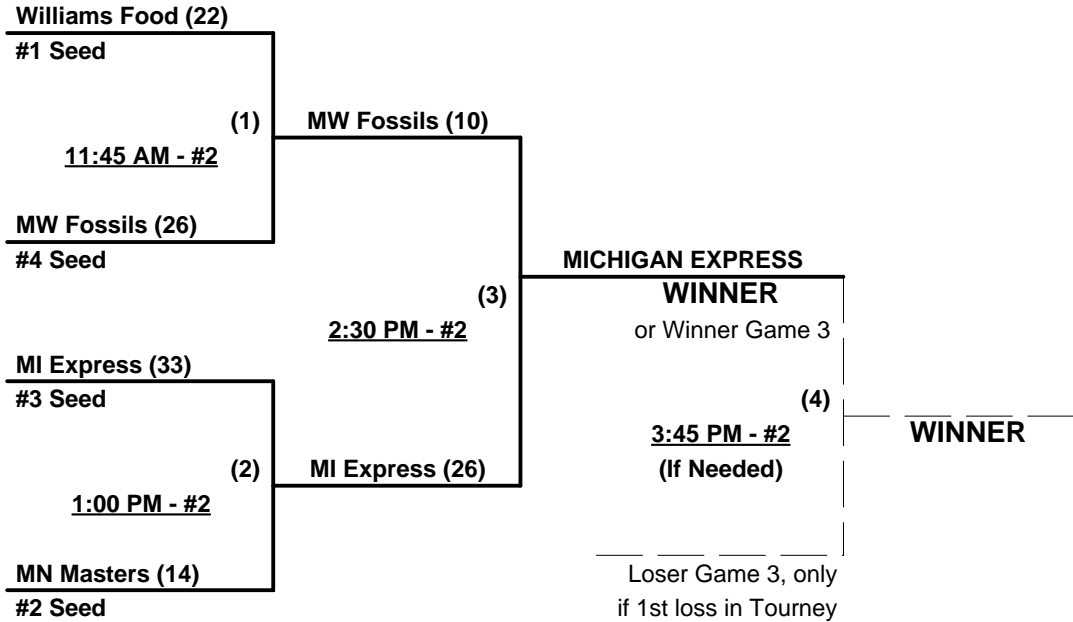 Williams Food (22)
#1 Seed
(1)
MW Fossils (10)
11:45 AM - #2
MW Fossils (26)
#4 Seed
MICHIGAN EXPRESS
WINNER
(3)
2:30 PM - #2
or Winner Game 3
MI Express (33)
#3 Seed
(4)
3:45 PM - #2
WINNER
(If Needed)
(2)
MI Express (26)
1:00 PM - #2
MN Masters (14)
#2 Seed
Loser Game 3, only
if 1st loss in Tourney